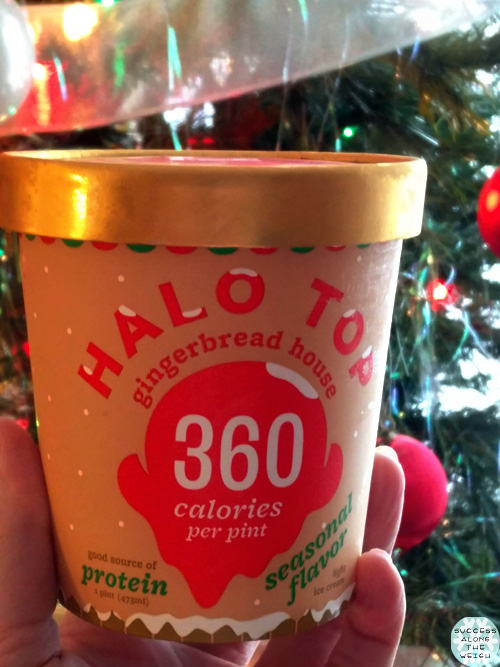 HALO TOP
gingerbread house
360
calories
per pint
good source of
protein
1 pint (473ml)
seasonal
flavor
light
ice cream
SUCCESS
ALONG
THE
WEIGH